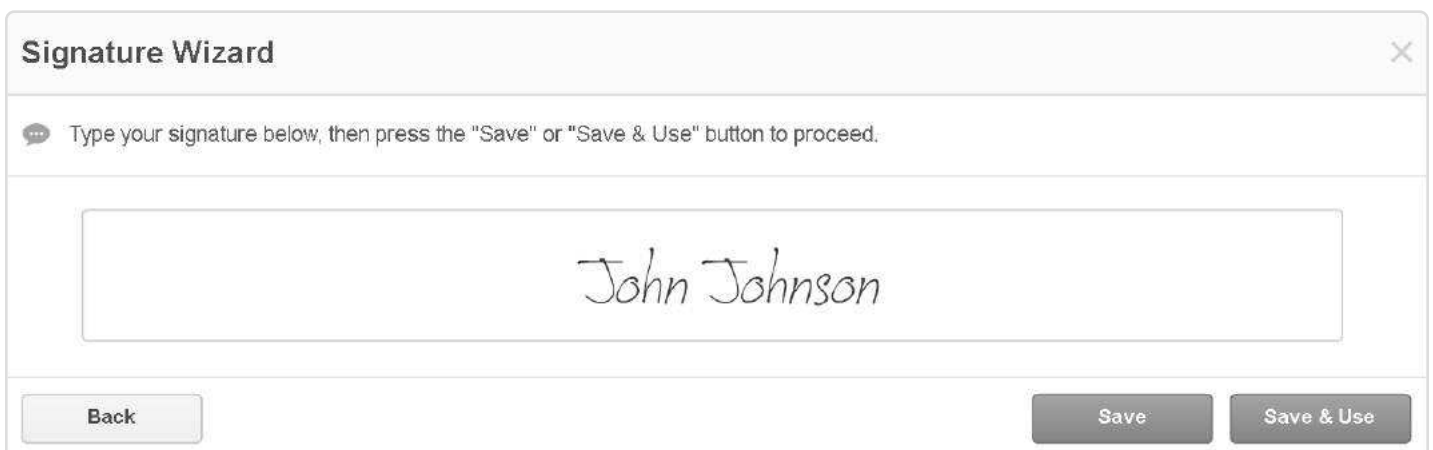 Signature Wizard
Type your signature below, then press the "Save" or "Save & Use" button to proceed.
John Johnson
Back Save Save & Use